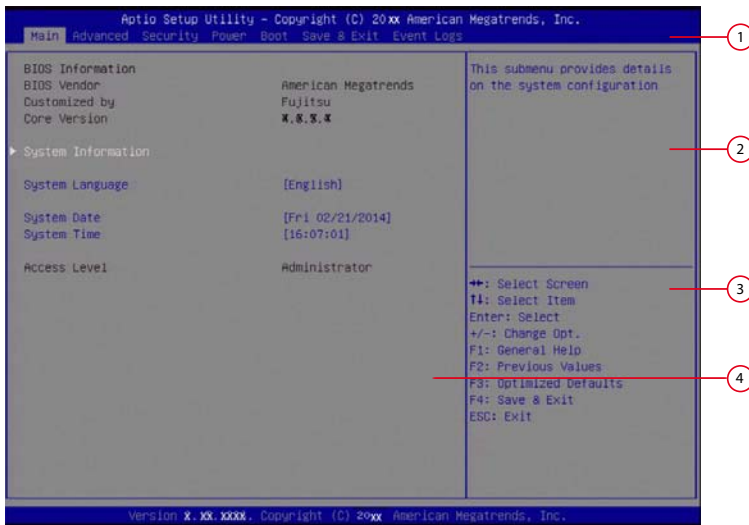 Aptio Setup Utility – Copyright (C) 20xx American Megatrends, Inc.
Main Advanced Security Power Boot Save & Exit Event Logs
BIOS Information
BIOS Vendor American Megatrends
Customized by Fujitsu
Core Version
System Information
System Language [English]
System Date [Fri 02/21/2014]
System Time [16:07:01]
Access Level Administrator
This submenu provides details
on the system configuration
→←: Select Screen
↑↓: Select Item
Enter: Select
+/-: Change Opt.
F1: General Help
F2: Previous Values
F3: Optimized Defaults
F4: Save & Exit
ESC: Exit
Version X.XX.XXXX. Copyright (C) 20xx American Megatrends, Inc.
1
2
3
4